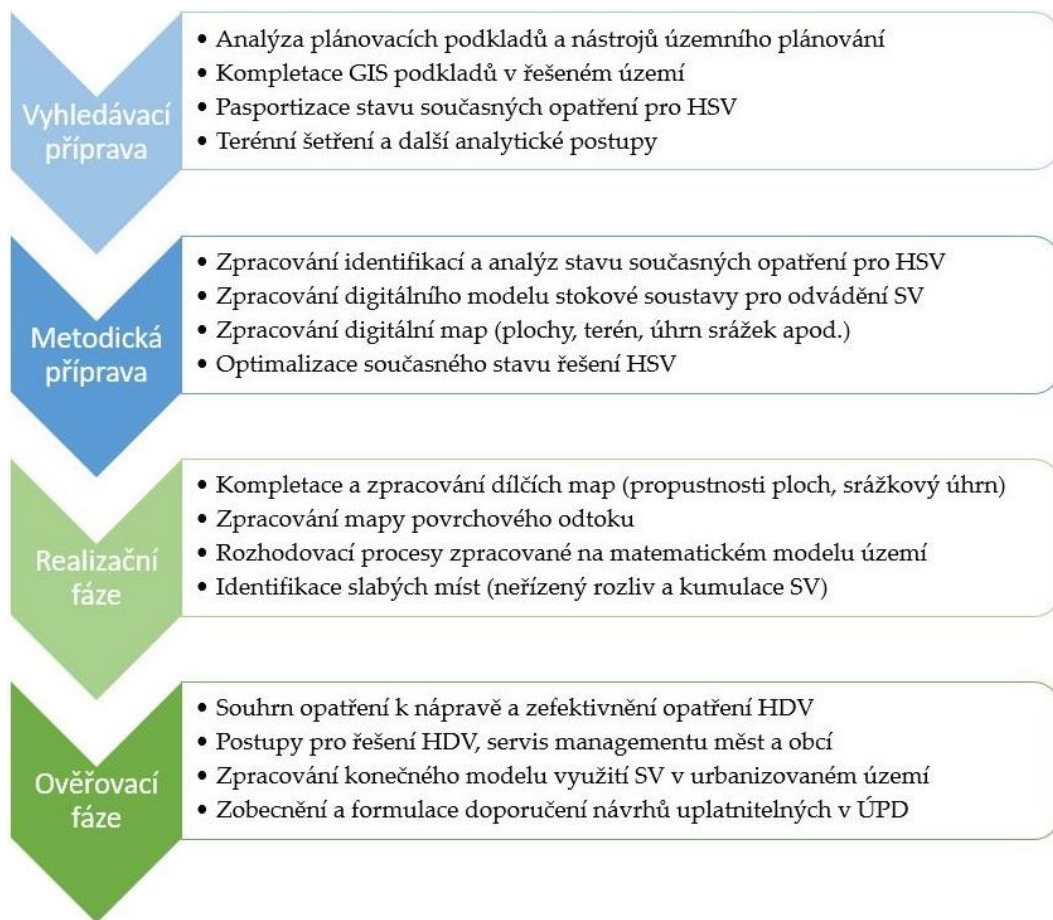 Vyhledávací
příprava
• Analýza plánovacích podkladů a nástrojů územního plánování
• Kompletace GIS podkladů v řešeném území
• Pasportizace stavu současných opatření pro HSV
• Terénní šetření a další analytické postupy
Metodická
příprava
• Zpracování identifikací a analýz stavu současných opatření pro HSV
• Zpracování digitálního modelu stokové soustavy pro odvádění SV
• Zpracování digitální map (plochy, terén, úhrn srážek apod.)
• Optimalizace současného stavu řešení HSV
Realizační
fáze
• Kompletace a zpracování dílčích map (propustnosti ploch, srážkový úhrn)
• Zpracování mapy povrchového odtoku
• Rozhodovací procesy zpracované na matematickém modelu území
• Identifikace slabých míst (neřízený rozliv a kumulace SV)
Ověřovací
fáze
• Souhrn opatření k nápravě a zefektivnění opatření HDV
• Postupy pro řešení HDV, servis managementu měst a obcí
• Zpracování konečného modelu využití SV v urbanizovaném území
• Zobecnění a formulace doporučení návrhů uplatnitelných v ÚPD